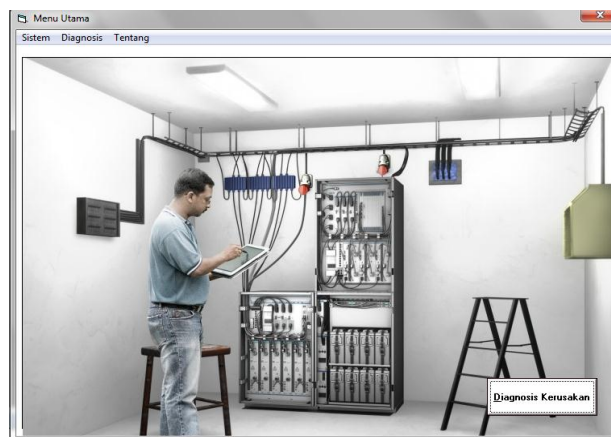 Menu Utama
Sistem Diagnosis Tentang
Diagnosis Kerusakan